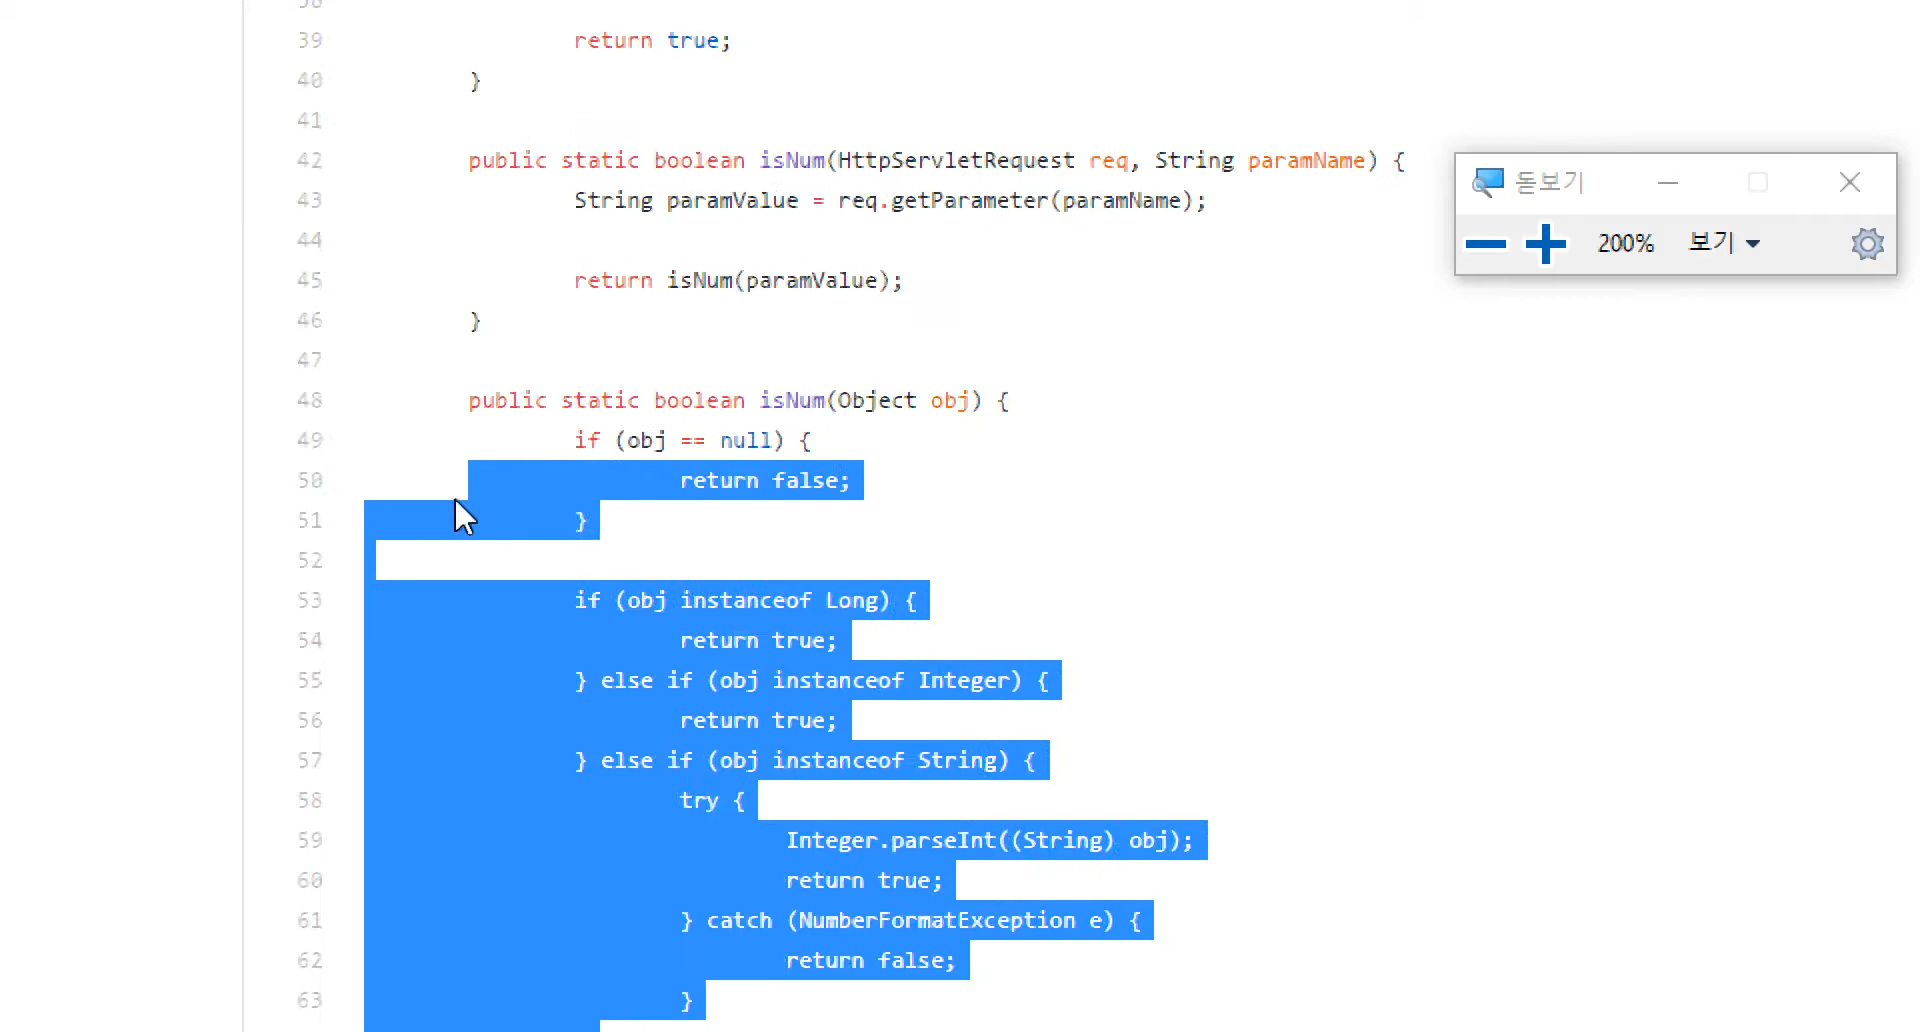 38
39 return true;
40 }
41
42 public static boolean isNum(HttpServletRequest req, String paramName) {
43 String paramValue = req.getParameter(paramName);
44
45 return isNum(paramValue);
46 }
47
48 public static boolean isNum(Object obj) {
49 if (obj == null) {
50 return false;
51 }
52
53 if (obj instanceof Long) {
54 return true;
55 } else if (obj instanceof Integer) {
56 return true;
57 } else if (obj instanceof String) {
58 try {
59 Integer.parseInt((String) obj);
60 return true;
61 } catch (NumberFormatException e) {
62 return false;
63 }
돋보기
200% 보기